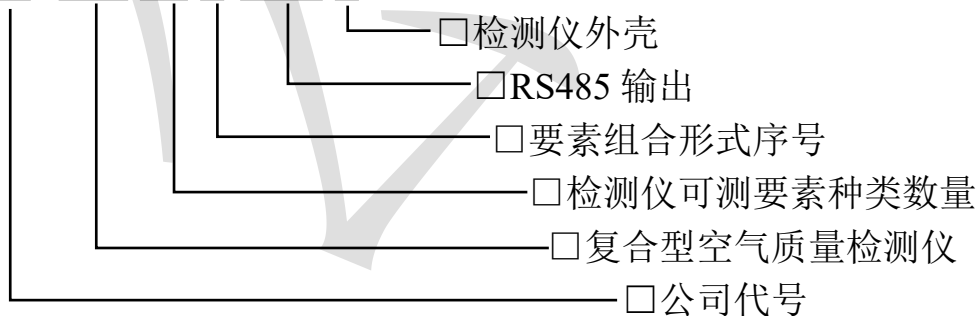 □检测仪外壳
□RS485 输出
□要素组合形式序号
□检测仪可测要素种类数量
□复合型空气质量检测仪
□公司代号